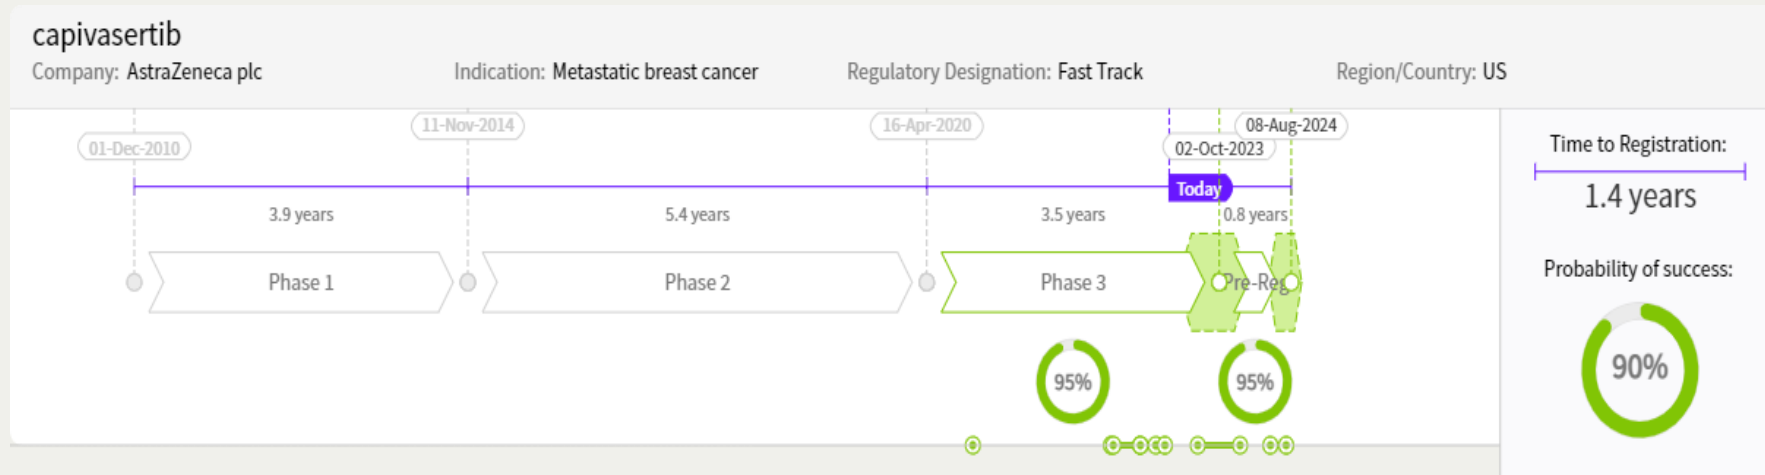 capivasertib
Company: AstraZeneca plc Indication: Metastatic breast cancer Regulatory Designation: Fast Track Region/Country: US
01-Dec-2010
11-Nov-2014
16-Apr-2020
02-Oct-2023
08-Aug-2024
Today
3.9 years
5.4 years
3.5 years
0.8 years
Phase 1
Phase 2
Phase 3
Pre-Reg
95%
95%
Time to Registration:
1.4 years
Probability of success:
90%